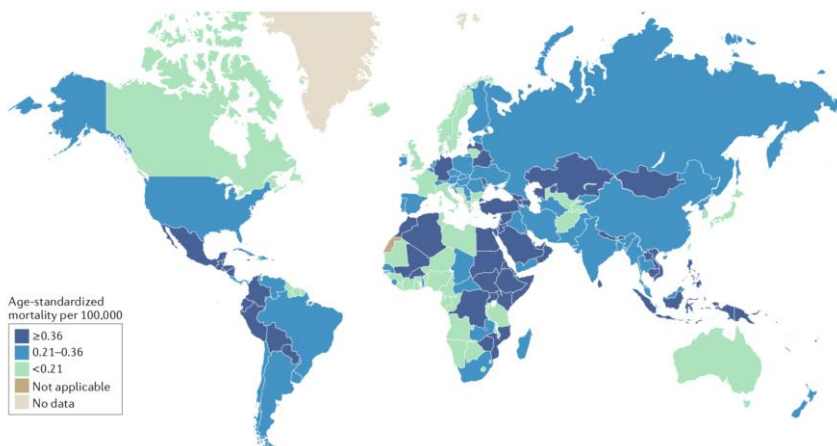 Age-standardized
mortality per 100,000
≥0.36
0.21–0.36
<0.21
Not applicable
No data